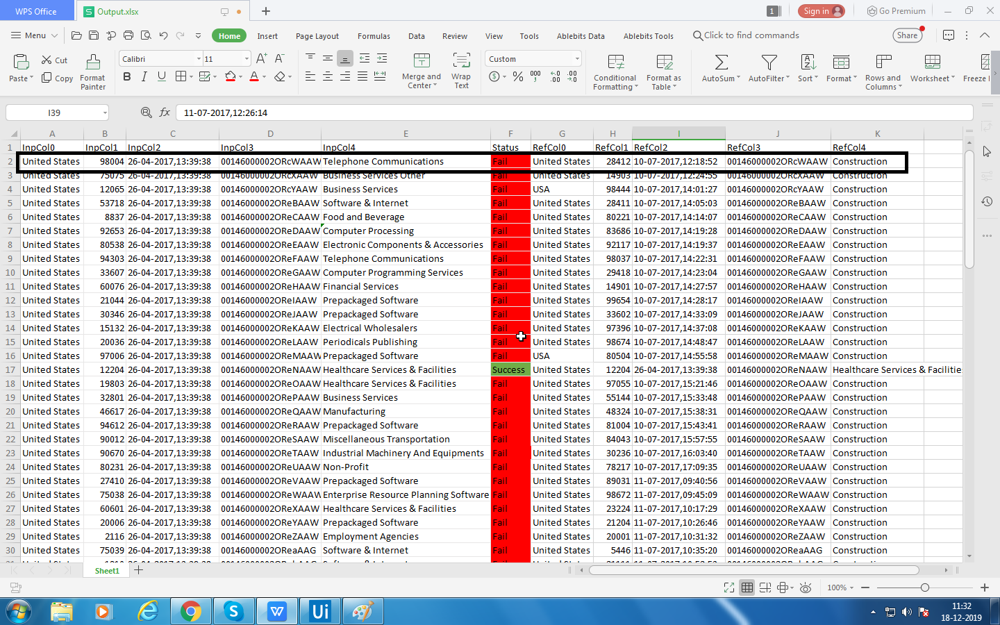 WPS Office Output.xlsx 1 Sign in Go Premium
Menu Home Insert Page Layout Formulas Data Review View Tools Ablebits Data Ablebits Tools Click to find commands Share
Paste Cut Copy Format Painter Calibri 11 Merge and Center Wrap Text Custom Conditional Formatting Format as Table AutoSum AutoFilter Sort Format Rows and Columns Worksheet Freeze
I39 fx 11-07-2017,12:26:14
A B C D E F G H I J K
1 InpCol0 InpCol1 InpCol2 InpCol3 InpCol4 Status RefCol0 RefCol1 RefCol2 RefCol3 RefCol4
2 United States 98004 26-04-2017,13:39:38 00146000002ORcWAAW Telephone Communications Fail United States 28412 10-07-2017,12:18:52 00146000002ORcWAAW Construction
3 United States 75075 26-04-2017,13:39:38 00146000002ORcXAAW Business Services Other Fail United States 14903 10-07-2017,12:24:55 00146000002ORcXAAW Construction
4 United States 12065 26-04-2017,13:39:38 00146000002ORcYAAW Business Services Fail USA 98444 10-07-2017,14:01:27 00146000002ORcYAAW Construction
5 United States 53718 26-04-2017,13:39:38 00146000002OReBAAW Software & Internet Fail United States 28411 10-07-2017,14:05:03 00146000002OReBAAW Construction
6 United States 8837 26-04-2017,13:39:38 00146000002OReCAAW Food and Beverage Fail United States 80221 10-07-2017,14:14:07 00146000002OReCAAW Construction
7 United States 92653 26-04-2017,13:39:38 00146000002OReDAAW Computer Processing Fail United States 83686 10-07-2017,14:19:28 00146000002OReDAAW Construction
8 United States 80538 26-04-2017,13:39:38 00146000002OReEAAW Electronic Components & Accessories Fail United States 92117 10-07-2017,14:19:37 00146000002OReEAAW Construction
9 United States 94303 26-04-2017,13:39:38 00146000002OReFAAW Telephone Communications Fail United States 98037 10-07-2017,14:22:31 00146000002OReFAAW Construction
10 United States 33607 26-04-2017,13:39:38 00146000002OReGAAW Computer Programming Services Fail United States 29418 10-07-2017,14:23:04 00146000002OReGAAW Construction
11 United States 60076 26-04-2017,13:39:38 00146000002OReHAAW Financial Services Fail United States 14901 10-07-2017,14:27:57 00146000002OReHAAW Construction
12 United States 21044 26-04-2017,13:39:38 00146000002OReIAAW Prepackaged Software Fail United States 99654 10-07-2017,14:28:17 00146000002OReIAAW Construction
13 United States 30346 26-04-2017,13:39:38 00146000002OReJAAW Prepackaged Software Fail United States 33602 10-07-2017,14:33:09 00146000002OReJAAW Construction
14 United States 15132 26-04-2017,13:39:38 00146000002OReKAAW Electrical Wholesalers Fail United States 97396 10-07-2017,14:37:08 00146000002OReKAAW Construction
15 United States 20036 26-04-2017,13:39:38 00146000002OReLAAW Periodicals Publishing Fail United States 98674 10-07-2017,14:48:47 00146000002OReLAAW Construction
16 United States 97006 26-04-2017,13:39:38 00146000002OReMAAW Prepackaged Software Fail USA 80504 10-07-2017,14:55:58 00146000002OReMAAW Construction
17 United States 12204 26-04-2017,13:39:38 00146000002OReNAAW Healthcare Services & Facilities Success United States 12204 26-04-2017,13:39:38 00146000002OReNAAW Healthcare Services & Facilitie
18 United States 19803 26-04-2017,13:39:38 00146000002OReOAAW Healthcare Services & Facilities Fail United States 97055 10-07-2017,15:21:46 00146000002OReOAAW Construction
19 United States 32801 26-04-2017,13:39:38 00146000002ORePAAW Business Services Fail United States 55144 10-07-2017,15:33:48 00146000002ORePAAW Construction
20 United States 46617 26-04-2017,13:39:38 00146000002OReQAAW Manufacturing Fail United States 48324 10-07-2017,15:38:31 00146000002OReQAAW Construction
21 United States 94612 26-04-2017,13:39:38 00146000002OReRAAW Prepackaged Software Fail United States 81004 10-07-2017,15:43:41 00146000002OReRAAW Construction
22 United States 90012 26-04-2017,13:39:38 00146000002OReSAAW Miscellaneous Transportation Fail United States 84043 10-07-2017,15:57:55 00146000002OReSAAW Construction
23 United States 90670 26-04-2017,13:39:38 00146000002OReTAAW Industrial Machinery And Equipments Fail United States 30236 10-07-2017,16:03:40 00146000002OReTAAW Construction
24 United States 80231 26-04-2017,13:39:38 00146000002OReUAAW Non-Profit Fail United States 78217 10-07-2017,17:09:35 00146000002OReUAAW Construction
25 United States 27410 26-04-2017,13:39:38 00146000002OReVAAW Prepackaged Software Fail United States 89031 11-07-2017,09:40:56 00146000002OReVAAW Construction
26 United States 75038 26-04-2017,13:39:38 00146000002OReWAAW Enterprise Resource Planning Software Fail United States 98672 11-07-2017,09:45:09 00146000002OReWAAW Construction
27 United States 60601 26-04-2017,13:39:38 00146000002OReXAAW Healthcare Services & Facilities Fail United States 23224 11-07-2017,10:17:29 00146000002OReXAAW Construction
28 United States 20006 26-04-2017,13:39:38 00146000002OReYAAW Prepackaged Software Fail United States 21204 11-07-2017,10:26:46 00146000002OReYAAW Construction
29 United States 2116 26-04-2017,13:39:38 00146000002OReZAAW Employment Agencies Fail United States 20001 11-07-2017,10:31:32 00146000002OReZAAW Construction
30 United States 75039 26-04-2017,13:39:38 00146000002OReaAAG Software & Internet Fail United States 5446 11-07-2017,10:35:20 00146000002OReaAAG Construction
Sheet1
100%
11:32
18-12-2019